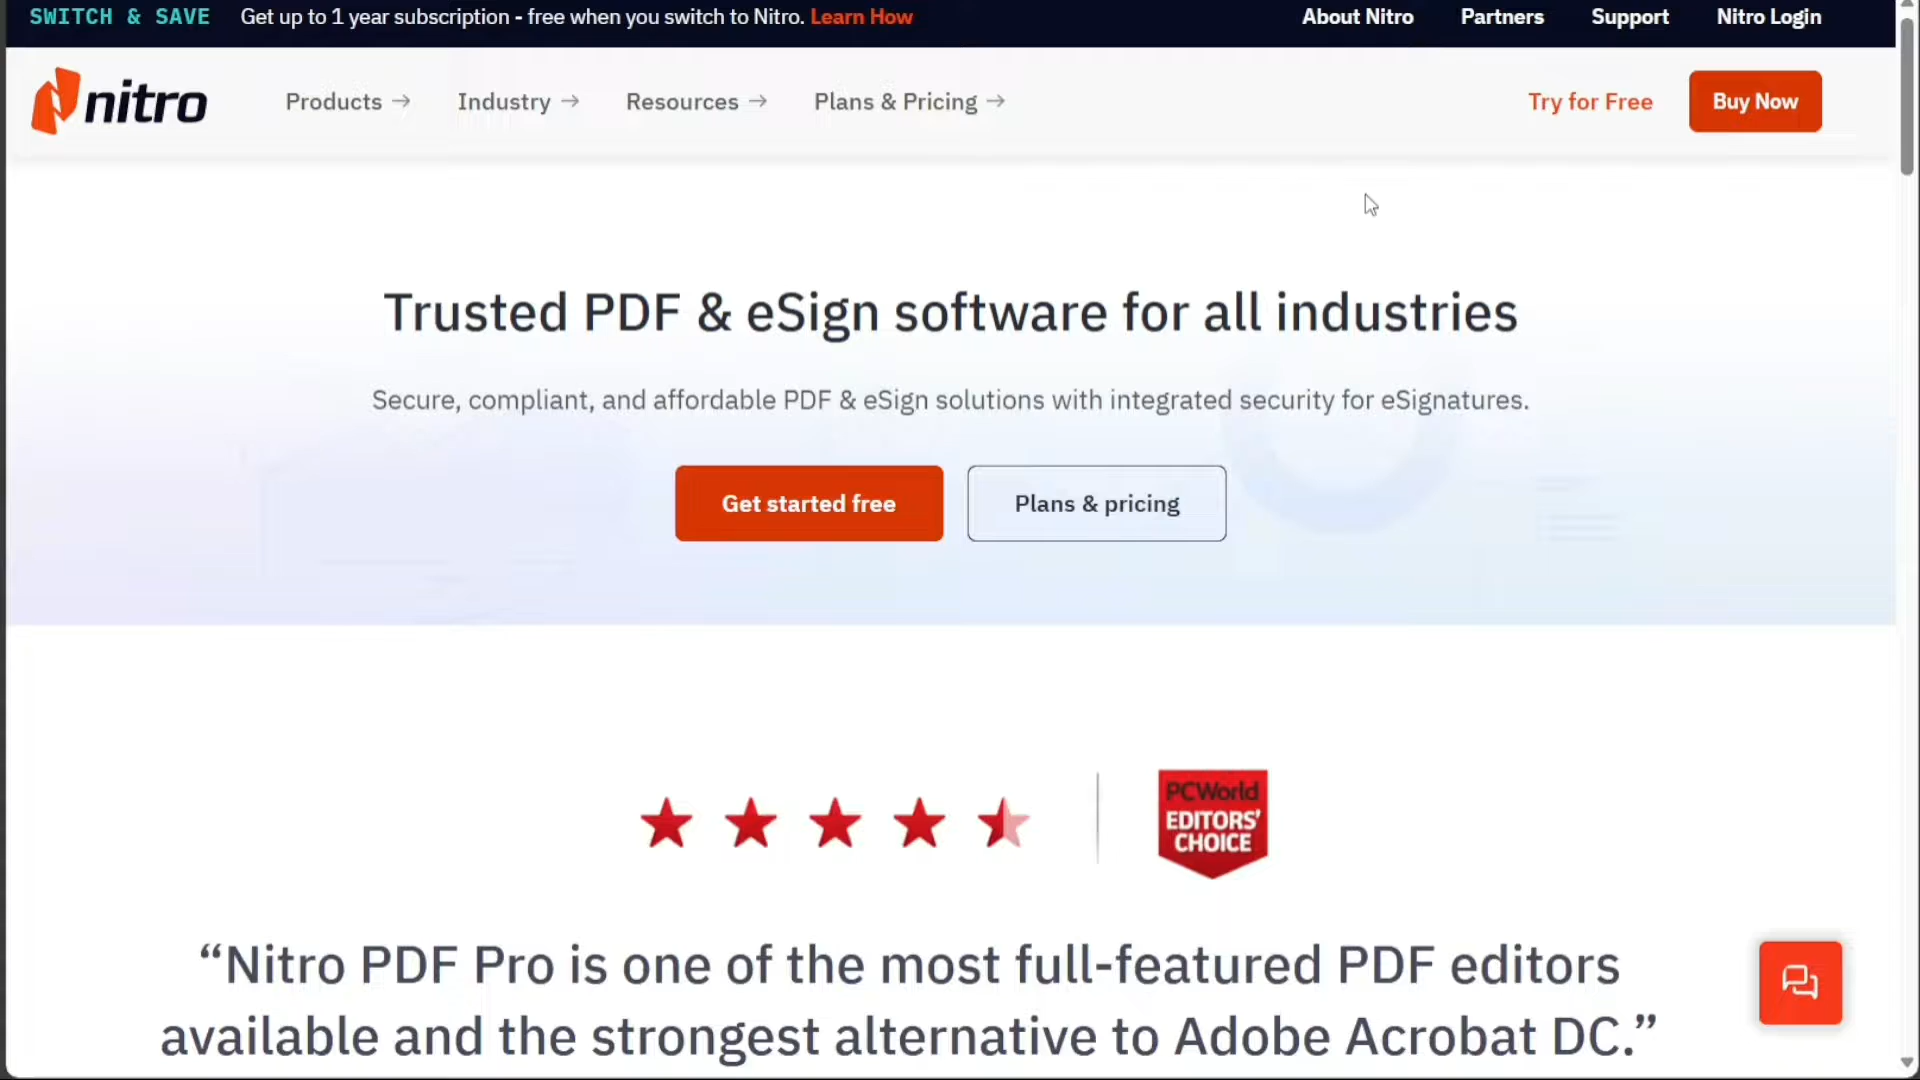 SWITCH & SAVE Get up to 1 year subscription - free when you switch to Nitro. Learn How About Nitro Partners Support Nitro Login
nitro Products → Industry → Resources → Plans & Pricing → Try for Free Buy Now
Trusted PDF & eSign software for all industries
Secure, compliant, and affordable PDF & eSign solutions with integrated security for eSignatures.
Get started free Plans & pricing
PCWorld
EDITORS'
CHOICE
“Nitro PDF Pro is one of the most full-featured PDF editors
available and the strongest alternative to Adobe Acrobat DC.”